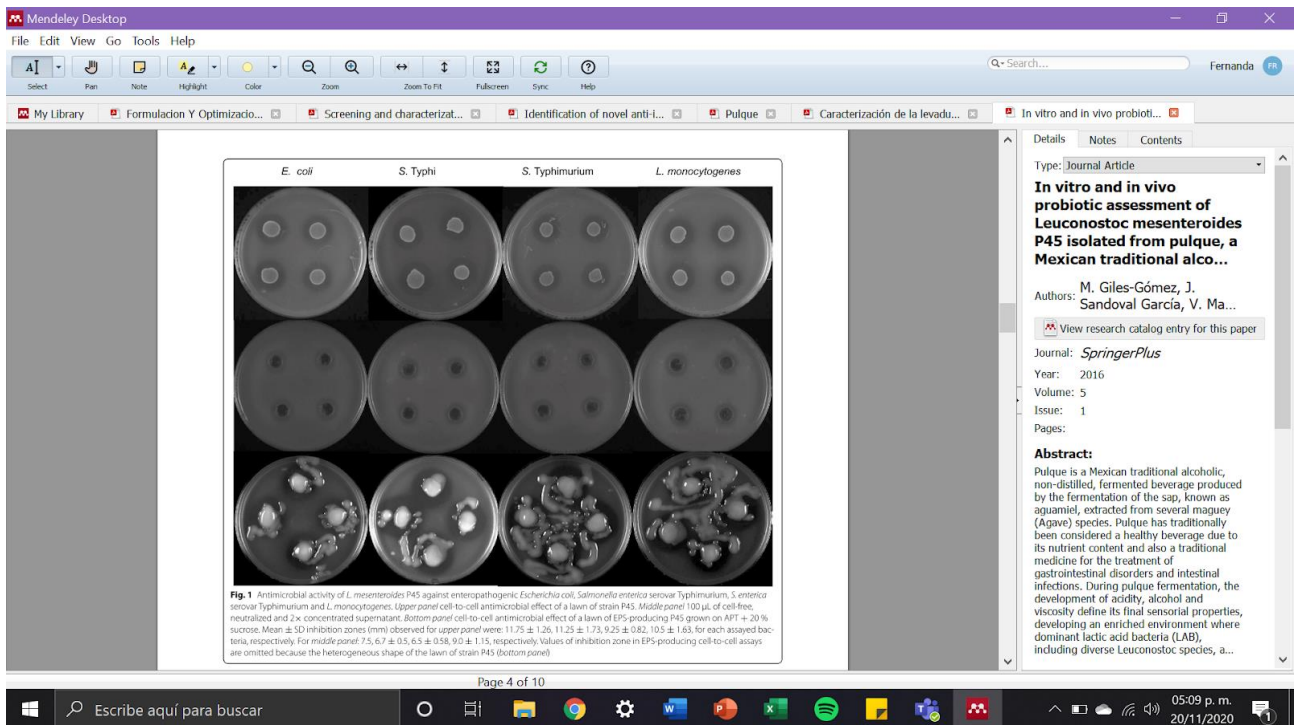 Mendeley Desktop
File Edit View Go Tools Help
Select Pan Note Highlight Color Zoom Zoom To Fit Fullscreen Sync Help
Search...
Fernanda FR
My Library Formulacion Y Optimizacio... Screening and characterizat... Identification of novel anti-i... Pulque Caracterización de la levadu... In vitro and in vivo probioti...
E. coli S. Typhi S. Typhimurium L. monocytogenes
Fig. 1 Antimicrobial activity of L. mesenteroides P45 against enteropathogenic Escherichia coli, Salmonella enterica serovar Typhimurium, S. enterica
serovar Typhimurium and L. monocytogenes. Upper panel cell-to-cell antimicrobial effect of a lawn of strain P45. Middle panel 100 µL of cell-free,
neutralized and 2× concentrated supernatant. Bottom panel cell-to-cell antimicrobial effect of a lawn of EPS-producing P45 grown on APT + 20 %
sucrose. Mean ± SD inhibition zones (mm) observed for upper panel were: 11.75 ± 1.26, 11.25 ± 1.73, 9.25 ± 0.82, 10.5 ± 1.63, for each assayed bac-
teria, respectively. For middle panel: 7.5, 6.7 ± 0.5, 6.5 ± 0.58, 9.0 ± 1.15, respectively. Values of inhibition zone in EPS-producing cell-to-cell assays
are omitted because the heterogeneous shape of the lawn of strain P45 (bottom panel)
Page 4 of 10
Details Notes Contents
Type: Journal Article
In vitro and in vivo
probiotic assessment of
Leuconostoc mesenteroides
P45 isolated from pulque, a
Mexican traditional alco...
Authors: M. Giles-Gómez, J.
Sandoval García, V. Ma...
View research catalog entry for this paper
Journal: SpringerPlus
Year: 2016
Volume: 5
Issue: 1
Pages:
Abstract:
Pulque is a Mexican traditional alcoholic,
non-distilled, fermented beverage produced
by the fermentation of the sap, known as
aguamiel, extracted from several maguey
(Agave) species. Pulque has traditionally
been considered a healthy beverage due to
its nutrient content and also a traditional
medicine for the treatment of
gastrointestinal disorders and intestinal
infections. During pulque fermentation, the
development of acidity, alcohol and
viscosity define its final sensorial properties,
developing an enriched environment where
dominant lactic acid bacteria (LAB),
including diverse Leuconostoc species, a...
Escribe aquí para buscar
05:09 p. m.
20/11/2020